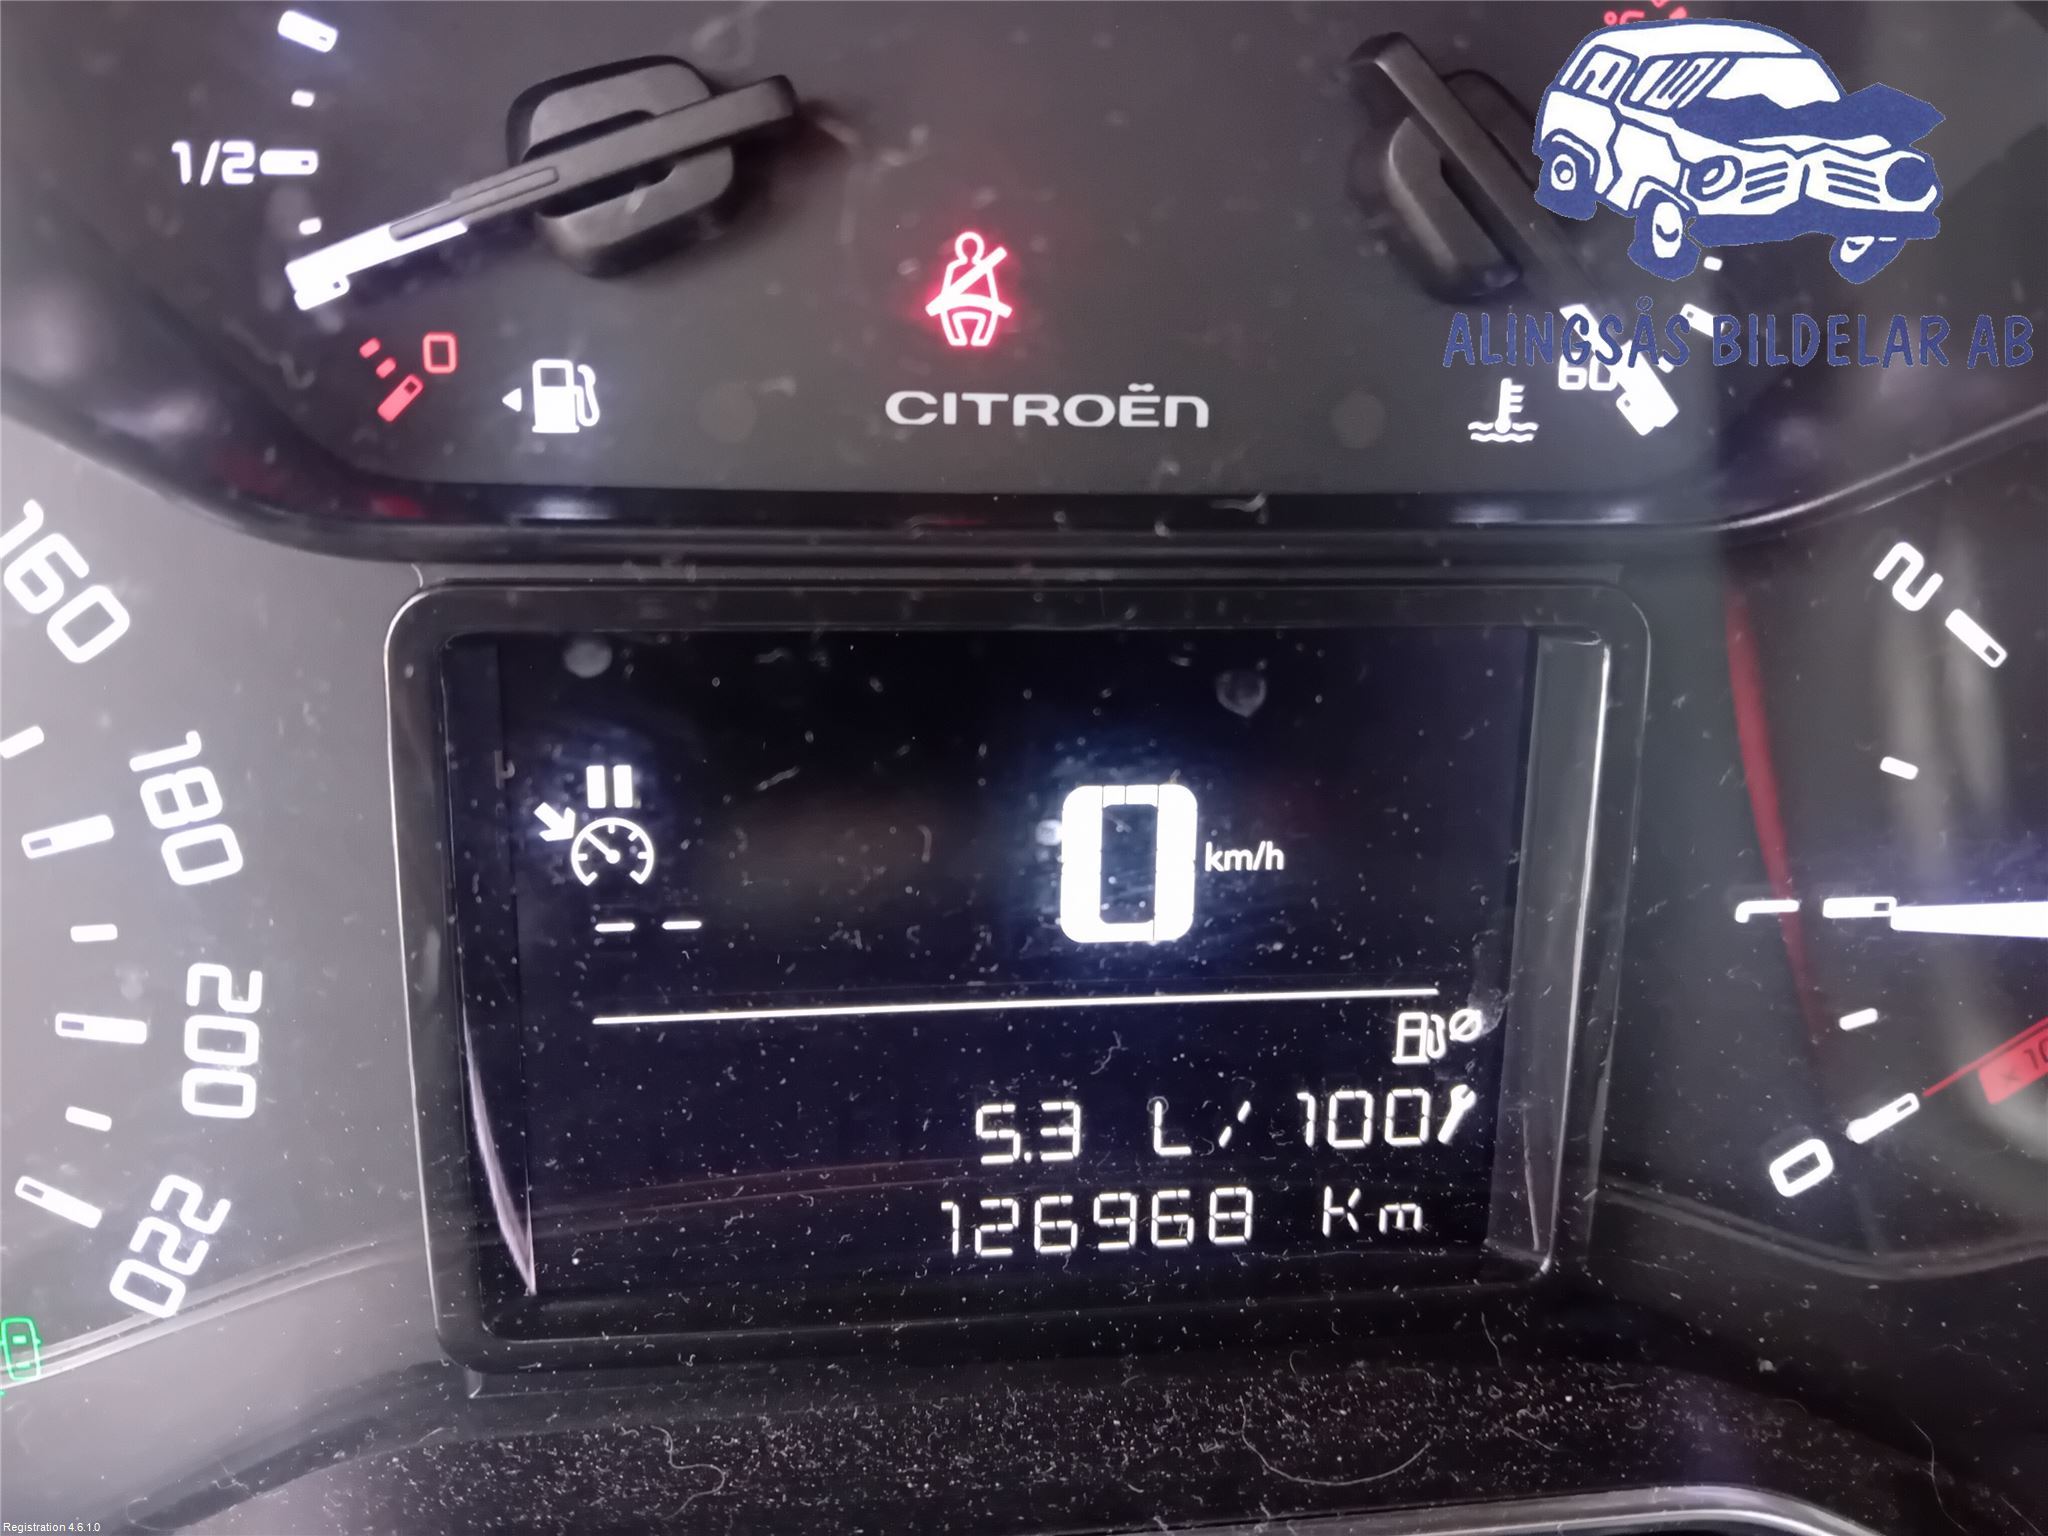 °C
1/2
0
CITROËN
60
ALINGSÅS BILDELAR AB
160
180
200
220
0 km/h
-- --
5.3 L/100
126968 Km
2
1
0
Registration 4.6.1.0